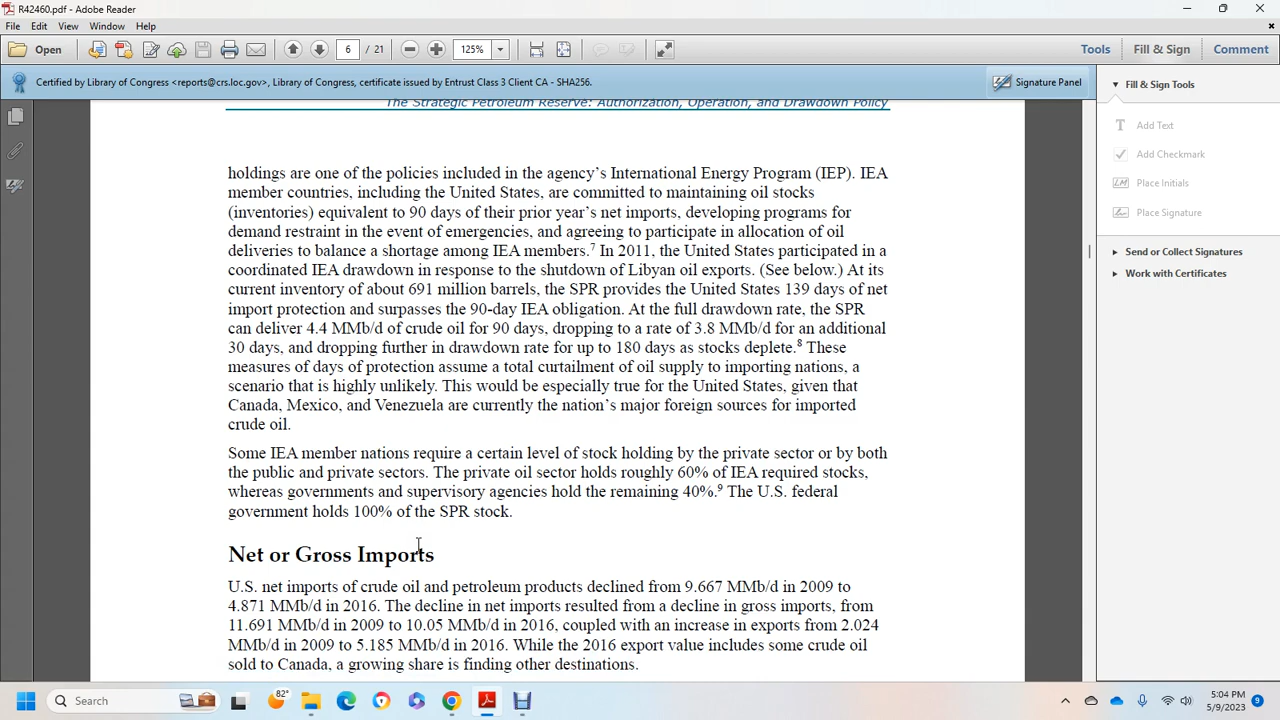 R42460.pdf - Adobe Reader
File Edit View Window Help
Open 6 / 21 125% Tools Fill & Sign Comment
Certified by Library of Congress <reports@crs.loc.gov>, Library of Congress, certificate issued by Entrust Class 3 Client CA - SHA256. Signature Panel
The Strategic Petroleum Reserve: Authorization, Operation, and Drawdown Policy
holdings are one of the policies included in the agency's International Energy Program (IEP). IEA
member countries, including the United States, are committed to maintaining oil stocks
(inventories) equivalent to 90 days of their prior year's net imports, developing programs for
demand restraint in the event of emergencies, and agreeing to participate in allocation of oil
deliveries to balance a shortage among IEA members.7 In 2011, the United States participated in a
coordinated IEA drawdown in response to the shutdown of Libyan oil exports. (See below.) At its
current inventory of about 691 million barrels, the SPR provides the United States 139 days of net
import protection and surpasses the 90-day IEA obligation. At the full drawdown rate, the SPR
can deliver 4.4 MMb/d of crude oil for 90 days, dropping to a rate of 3.8 MMb/d for an additional
30 days, and dropping further in drawdown rate for up to 180 days as stocks deplete.8 These
measures of days of protection assume a total curtailment of oil supply to importing nations, a
scenario that is highly unlikely. This would be especially true for the United States, given that
Canada, Mexico, and Venezuela are currently the nation's major foreign sources for imported
crude oil.
Some IEA member nations require a certain level of stock holding by the private sector or by both
the public and private sectors. The private oil sector holds roughly 60% of IEA required stocks,
whereas governments and supervisory agencies hold the remaining 40%.9 The U.S. federal
government holds 100% of the SPR stock.
Net or Gross Imports
U.S. net imports of crude oil and petroleum products declined from 9.667 MMb/d in 2009 to
4.871 MMb/d in 2016. The decline in net imports resulted from a decline in gross imports, from
11.691 MMb/d in 2009 to 10.05 MMb/d in 2016, coupled with an increase in exports from 2.024
MMb/d in 2009 to 5.185 MMb/d in 2016. While the 2016 export value includes some crude oil
sold to Canada, a growing share is finding other destinations.
Fill & Sign Tools
Add Text
Add Checkmark
Place Initials
Place Signature
Send or Collect Signatures
Work with Certificates
Search
82°
5:04 PM
5/9/2023
9